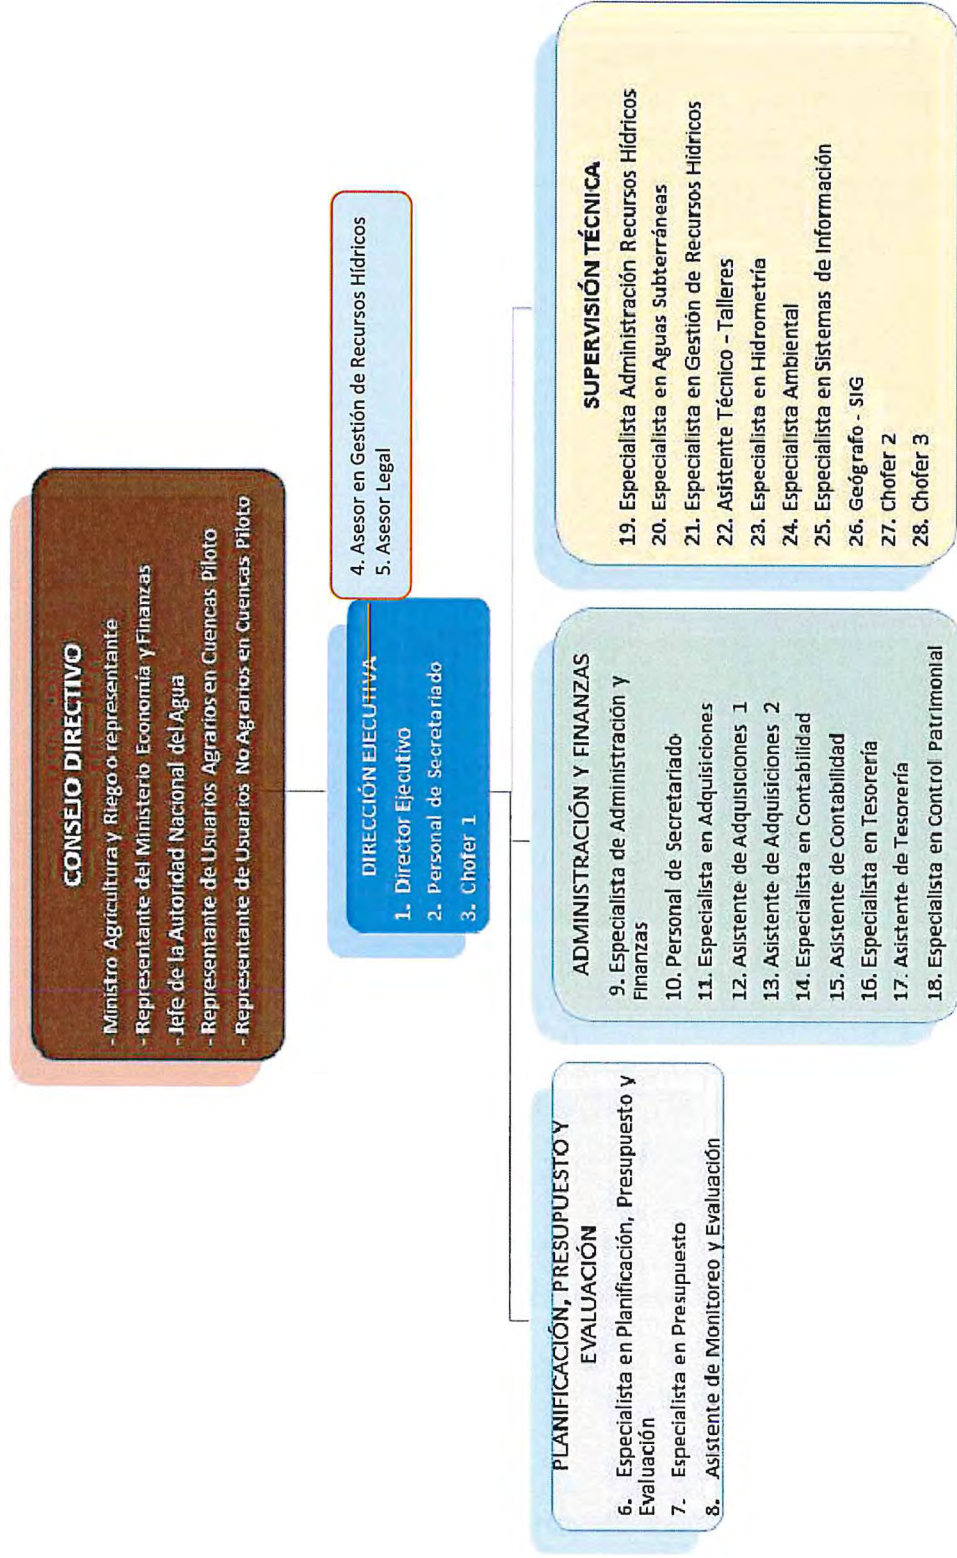 CONSEJO DIRECTIVO
- Ministro Agricultura y Riego o representante
- Representante del Ministerio Economía y Finanzas
- Jefe de la Autoridad Nacional del Agua
- Representante de Usuarios Agrarios en Cuencas Piloto
- Representante de Usuarios No Agrarios en Cuencas Piloto
DIRECCIÓN EJECUTIVA
1. Director Ejecutivo
2. Personal de Secretariado
3. Chofer 1
4. Asesor en Gestión de Recursos Hídricos
5. Asesor Legal
PLANIFICACIÓN, PRESUPUESTO Y
EVALUACIÓN
6. Especialista en Planificación, Presupuesto y
Evaluación
7. Especialista en Presupuesto
8. Asistente de Monitoreo y Evaluación
ADMINISTRACIÓN Y FINANZAS
9. Especialista de Administración y
Finanzas
10. Personal de Secretariado
11. Especialista en Adquisiciones
12. Asistente de Adquisiciones 1
13. Asistente de Adquisiciones 2
14. Especialista en Contabilidad
15. Asistente de Contabilidad
16. Especialista en Tesorería
17. Asistente de Tesorería
18. Especialista en Control Patrimonial
SUPERVISIÓN TÉCNICA
19. Especialista Administración Recursos Hídricos
20. Especialista en Aguas Subterráneas
21. Especialista en Gestión de Recursos Hídricos
22. Asistente Técnico - Talleres
23. Especialista en Hidrometría
24. Especialista Ambiental
25. Especialista en Sistemas de Información
26. Geógrafo - SIG
27. Chofer 2
28. Chofer 3